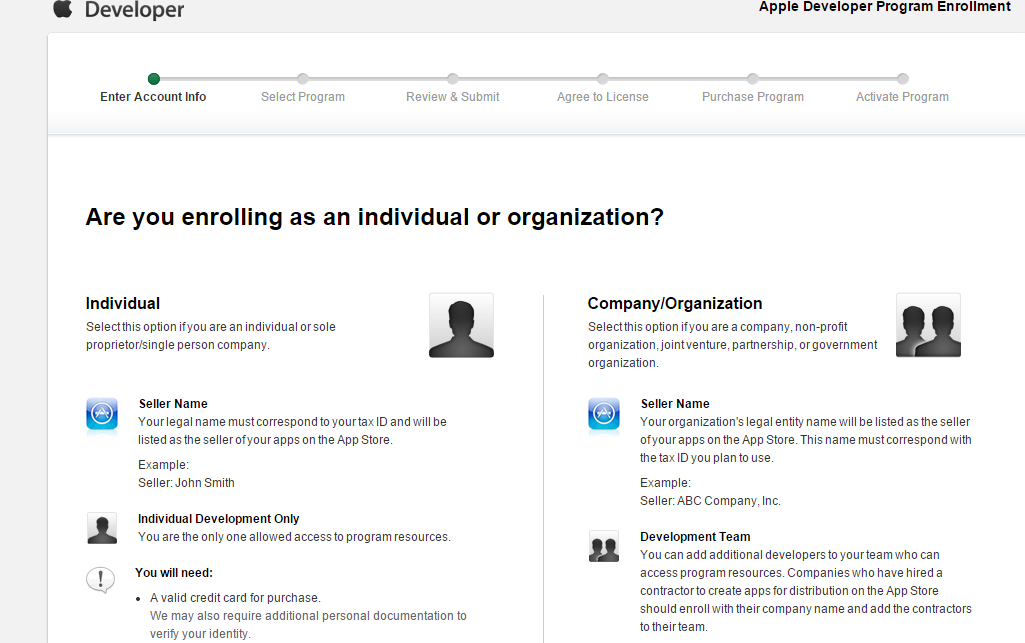 Developer
Apple Developer Program Enrollment
Enter Account Info
Select Program
Review & Submit
Agree to License
Purchase Program
Activate Program
Are you enrolling as an individual or organization?
Individual
Select this option if you are an individual or sole
proprietor/single person company.
Seller Name
Your legal name must correspond to your tax ID and will be
listed as the seller of your apps on the App Store.
Example:
Seller: John Smith
Individual Development Only
You are the only one allowed access to program resources.
You will need:
• A valid credit card for purchase.
We may also require additional personal documentation to
verify your identity.
Company/Organization
Select this option if you are a company, non-profit
organization, joint venture, partnership, or government
organization.
Seller Name
Your organization's legal entity name will be listed as the seller
of your apps on the App Store. This name must correspond with
the tax ID you plan to use.
Example:
Seller: ABC Company, Inc.
Development Team
You can add additional developers to your team who can
access program resources. Companies who have hired a
contractor to create apps for distribution on the App Store
should enroll with their company name and add the contractors
to their team.